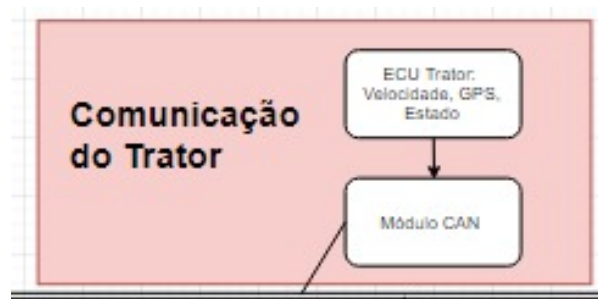 Comunicação
do Trator
ECU Trator:
Velocidade, GPS,
Estado
Módulo CAN